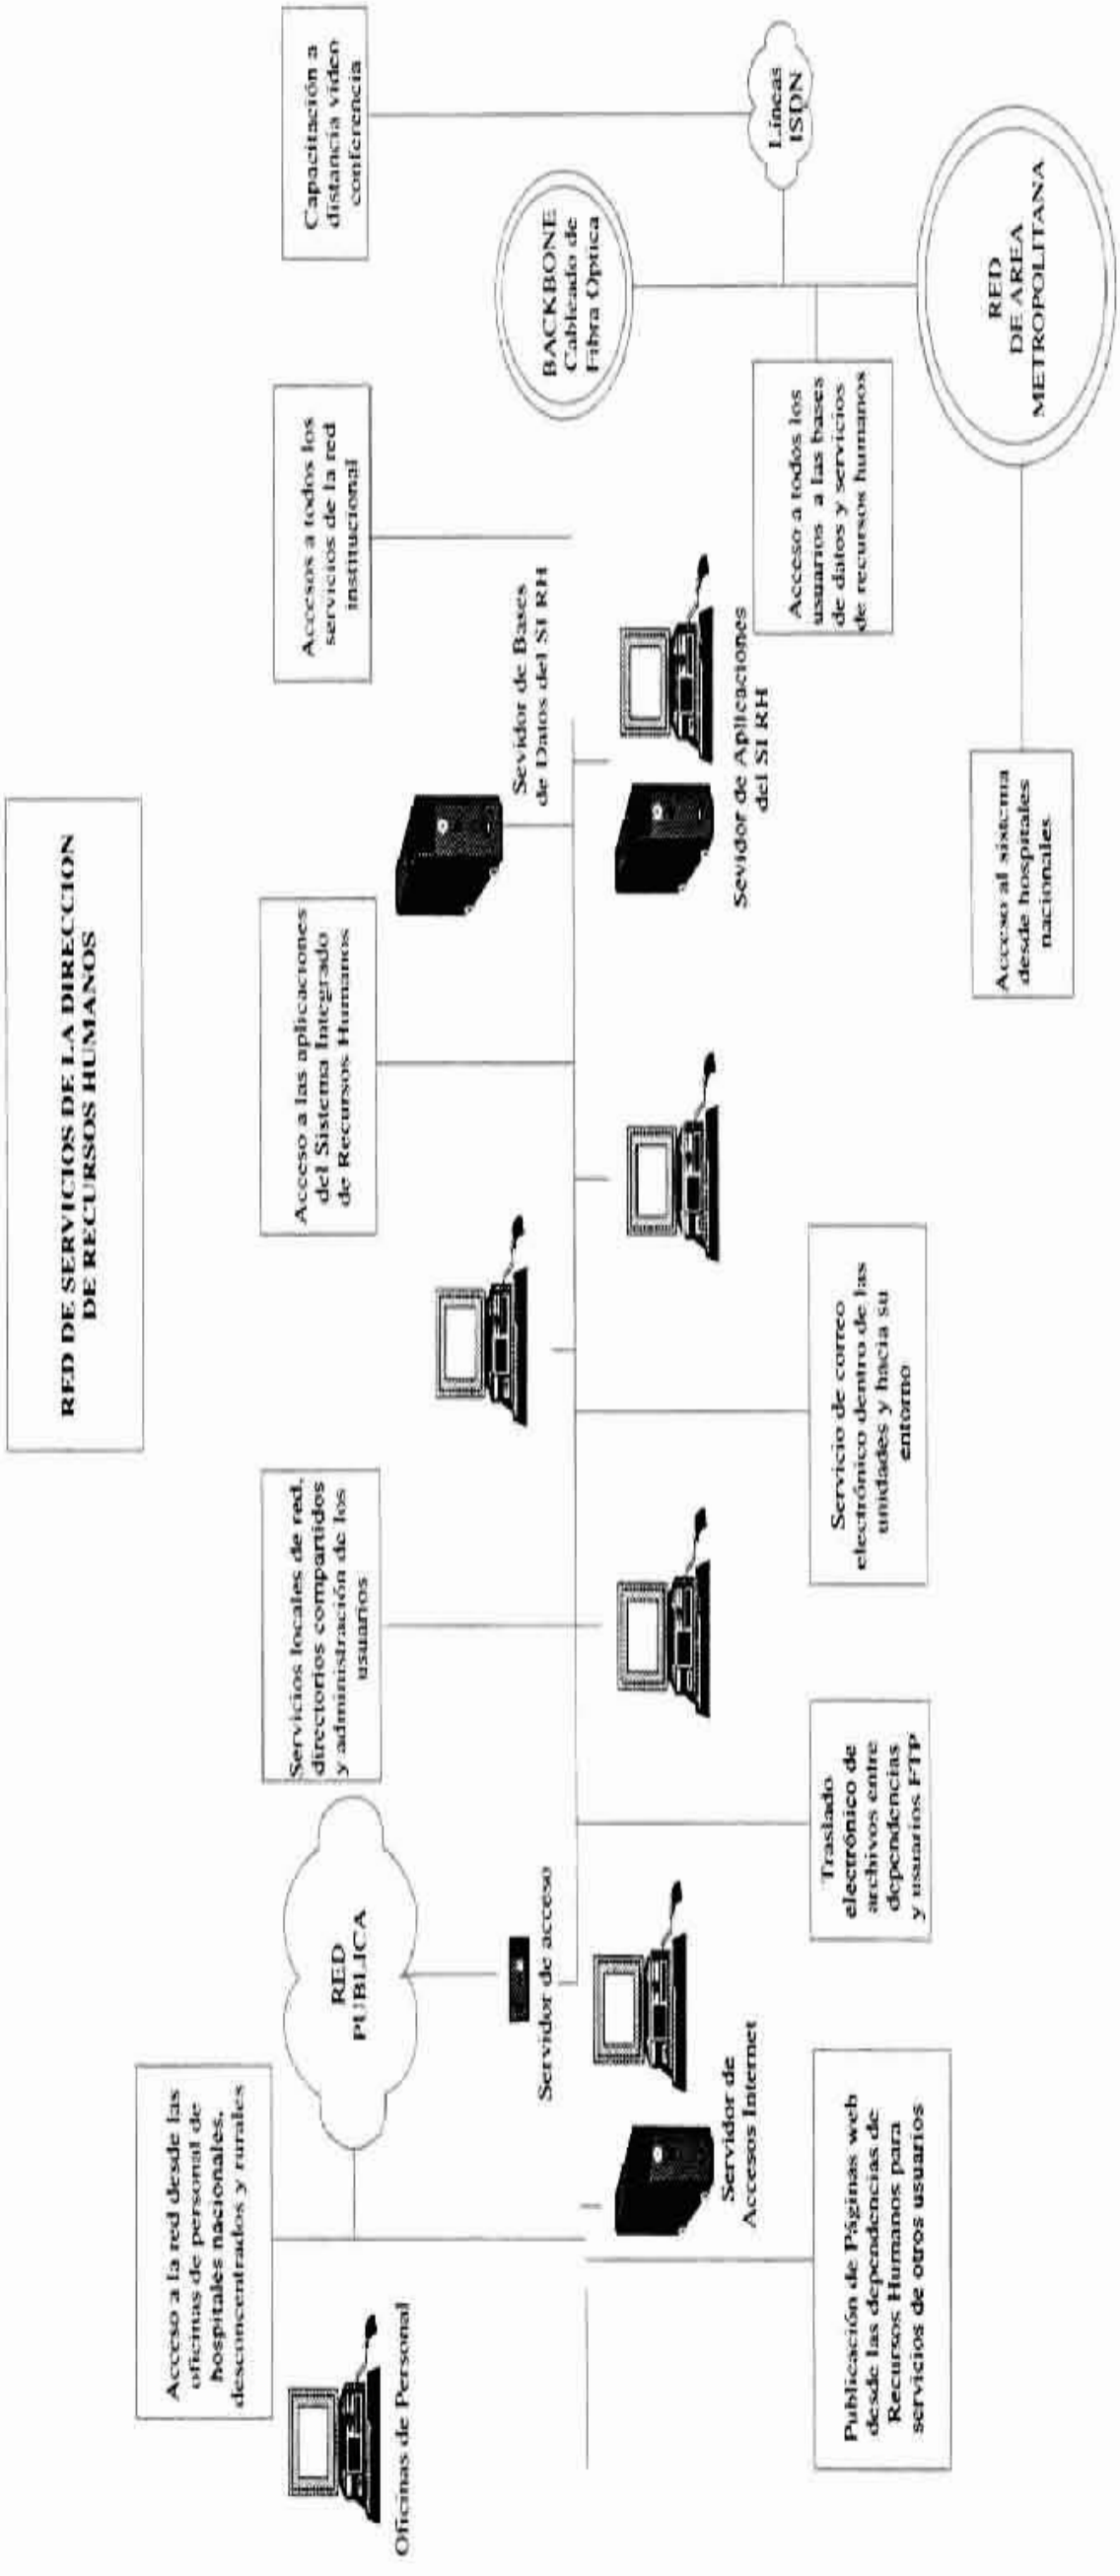 RED DE SERVICIOS DE LA DIRECCION
DE RECURSOS HUMANOS
Acceso a la red desde las
oficinas de personal de
hospitales nacionales,
desconcentrados y rurales
Servicios locales de red,
directorios compartidos
y administración de los
usuarios
Acceso a las aplicaciones
del Sistema Integrado
de Recursos Humanos
Accesos a todos los
servicios de la red
institucional
Capacitación a
distancia video
conferencia
RED
PUBLICA
Oficinas de Personal
Servidor de acceso
Sevidor de Bases
de Datos del SI RH
BACKBONE
Cableado de
Fibra Optica
Servidor de
Accesos Internet
Sevidor de Aplicaciones
del SI RH
Líneas
ISDN
Publicación de Páginas web
desde las dependencias de
Recursos Humanos para
servicios de otros usuarios
Traslado
electrónico de
archivos entre
dependencias
y usuarios FTP
Servicio de correo
electrónico dentro de las
unidades y hacia su
entorno
Acceso a todos los
usuarios a las bases
de datos y servicios
de recursos humanos
Acceso al sistema
desde hospitales
nacionales
RED
DE AREA
METROPOLITANA